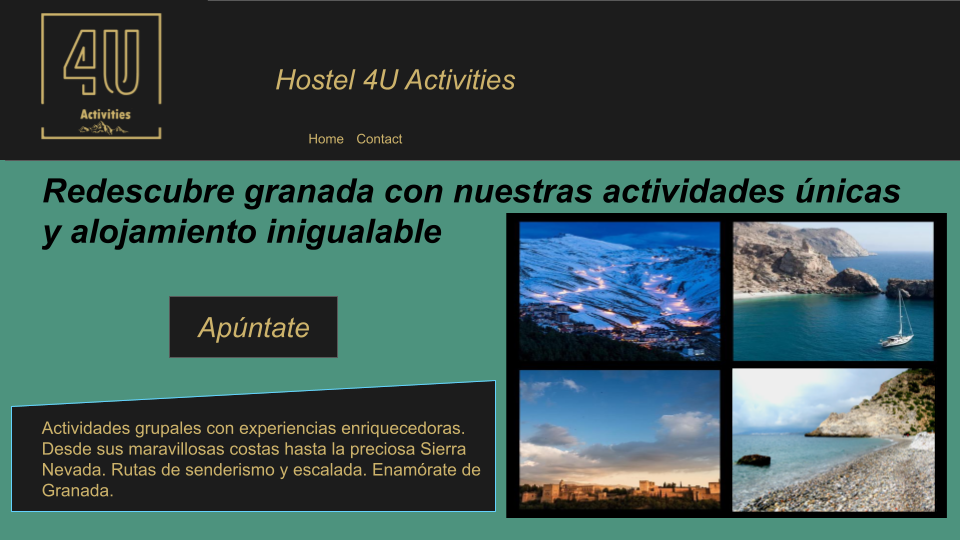 4U
Activities
Hostel 4U Activities
Home Contact
Redescubre granada con nuestras actividades únicas
y alojamiento inigualable
Apúntate
Actividades grupales con experiencias enriquecedoras.
Desde sus maravillosas costas hasta la preciosa Sierra
Nevada. Rutas de senderismo y escalada. Enamórate de
Granada.